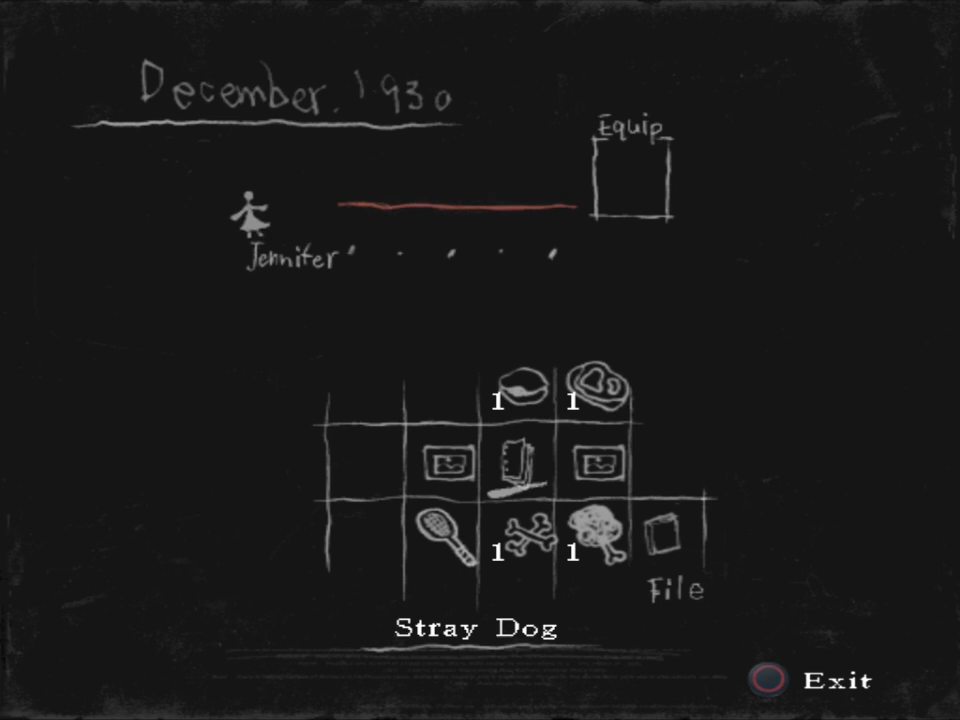 December. 1930
Equip
Jennifer
1 1
1 1
File
Stray Dog
Exit